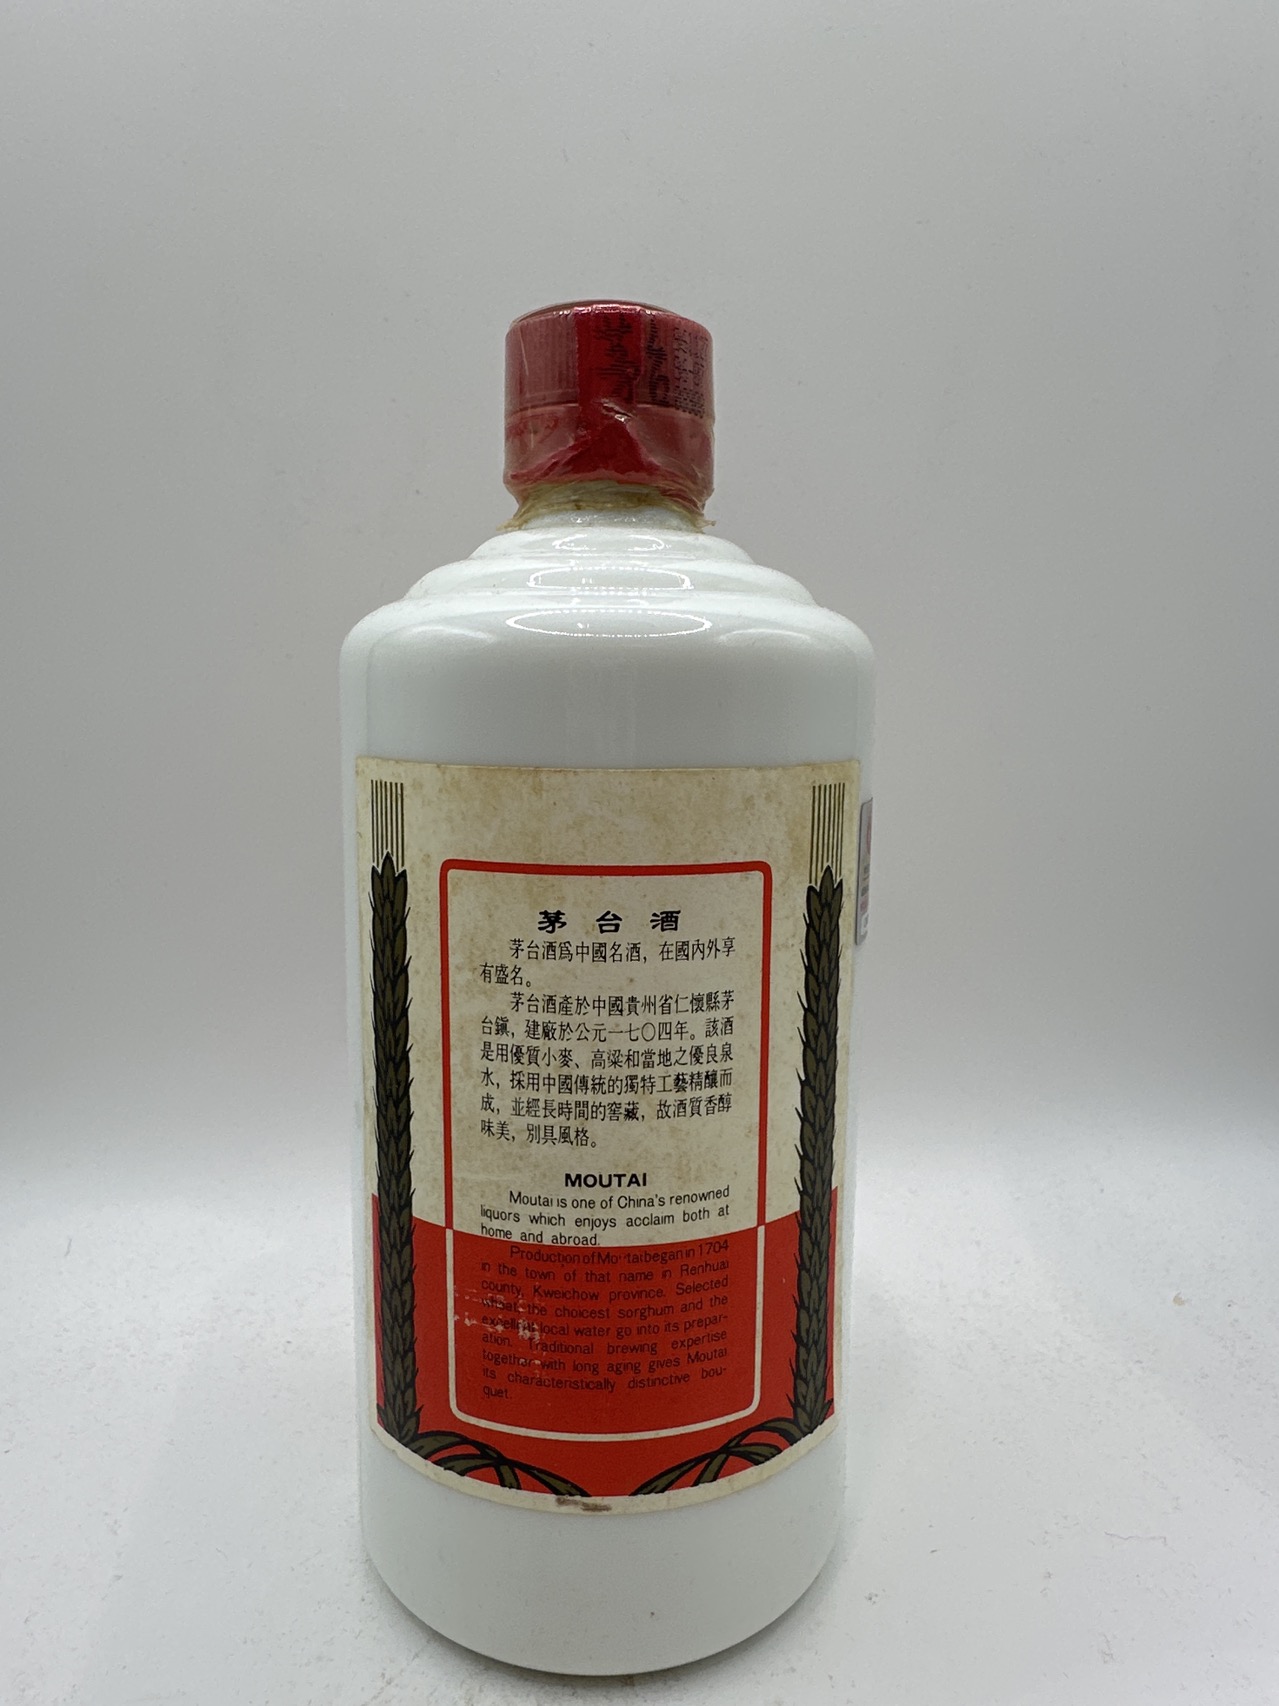 茅台酒
茅台酒爲中國名酒，在國內外享
有盛名。
茅台酒產於中國貴州省仁懷縣茅
台鎭，建廠於公元一七〇四年。該酒
是用優質小麥、高粱和當地之優良泉
水，採用中國傳統的獨特工藝精釀而
成，並經長時間的窖藏，故酒質香醇
味美，別具風格。
MOUTAI
Moutai is one of China's renowned
liquors which enjoys acclaim both at
home and abroad.
Production of Moutai began in 1704
in the town of that name in Renhuai
county, Kweichow province. Selected
wheat, the choicest sorghum and the
excellent local water go into its prepar-
ation. Traditional brewing expertise
together with long aging gives Moutai
its characteristically distinctive bou-
quet.